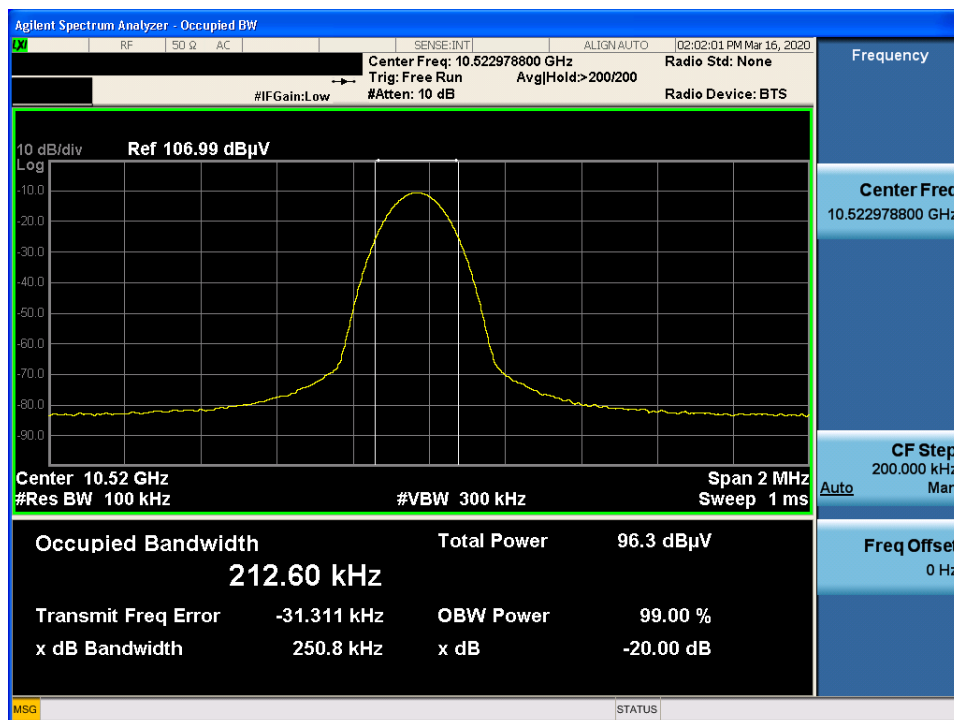 Agilent Spectrum Analyzer - Occupied BW
LXI RF 50 Ω AC SENSE:INT ALIGN AUTO 02:02:01 PM Mar 16, 2020
Center Freq: 10.522978800 GHz Radio Std: None
Trig: Free Run Avg|Hold:>200/200
#IFGain:Low #Atten: 10 dB Radio Device: BTS
10 dB/div Ref 106.99 dBµV
Log
-10.0
-20.0
-30.0
-40.0
-50.0
-60.0
-70.0
-80.0
-90.0
Center 10.52 GHz Span 2 MHz
#Res BW 100 kHz #VBW 300 kHz Sweep 1 ms
Occupied Bandwidth Total Power 96.3 dBµV
212.60 kHz
Transmit Freq Error -31.311 kHz OBW Power 99.00 %
x dB Bandwidth 250.8 kHz x dB -20.00 dB
MSG STATUS
Frequency
Center Freq
10.522978800 GHz
CF Step
200.000 kHz
Auto Man
Freq Offset
0 Hz